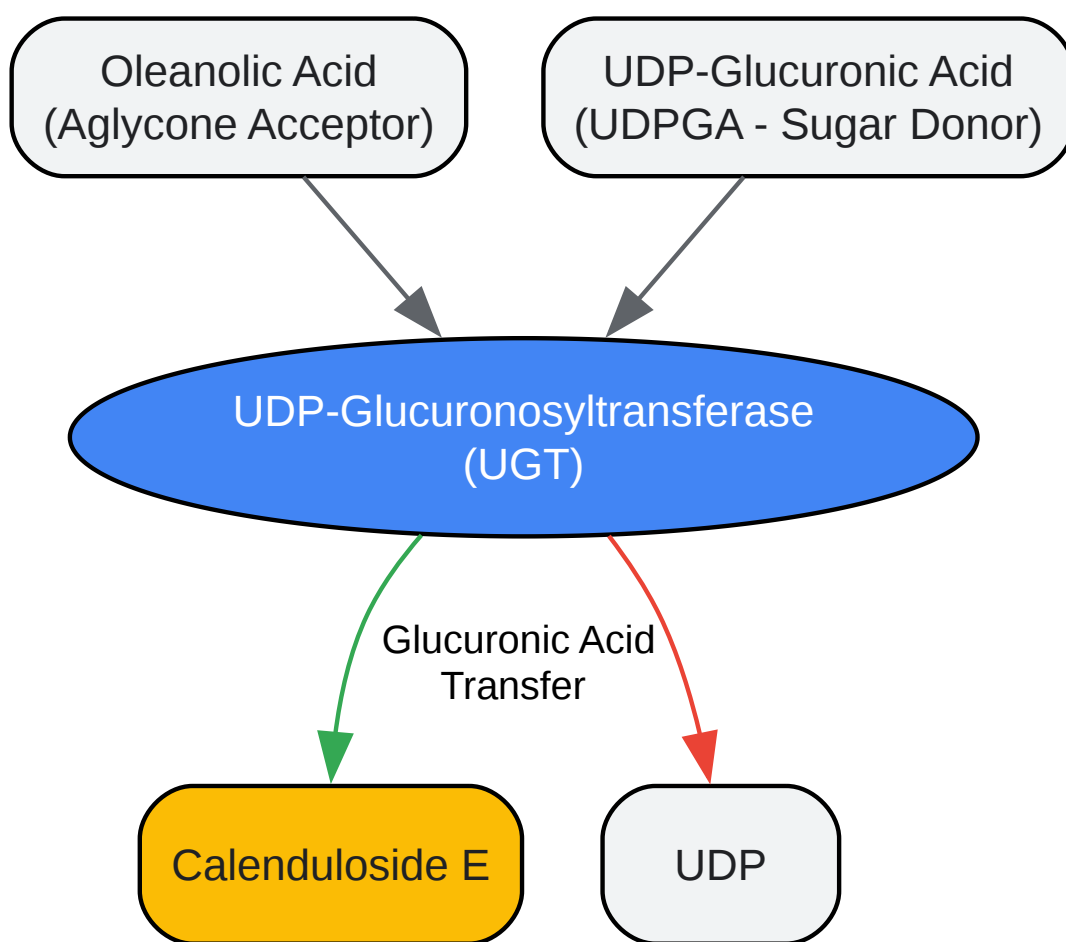 Oleanolic Acid
(Aglycone Acceptor)
UDP-Glucuronic Acid
(UDPGA - Sugar Donor)
UDP-Glucuronosyltransferase
(UGT)
Glucuronic Acid
Transfer
Calenduloside E
UDP